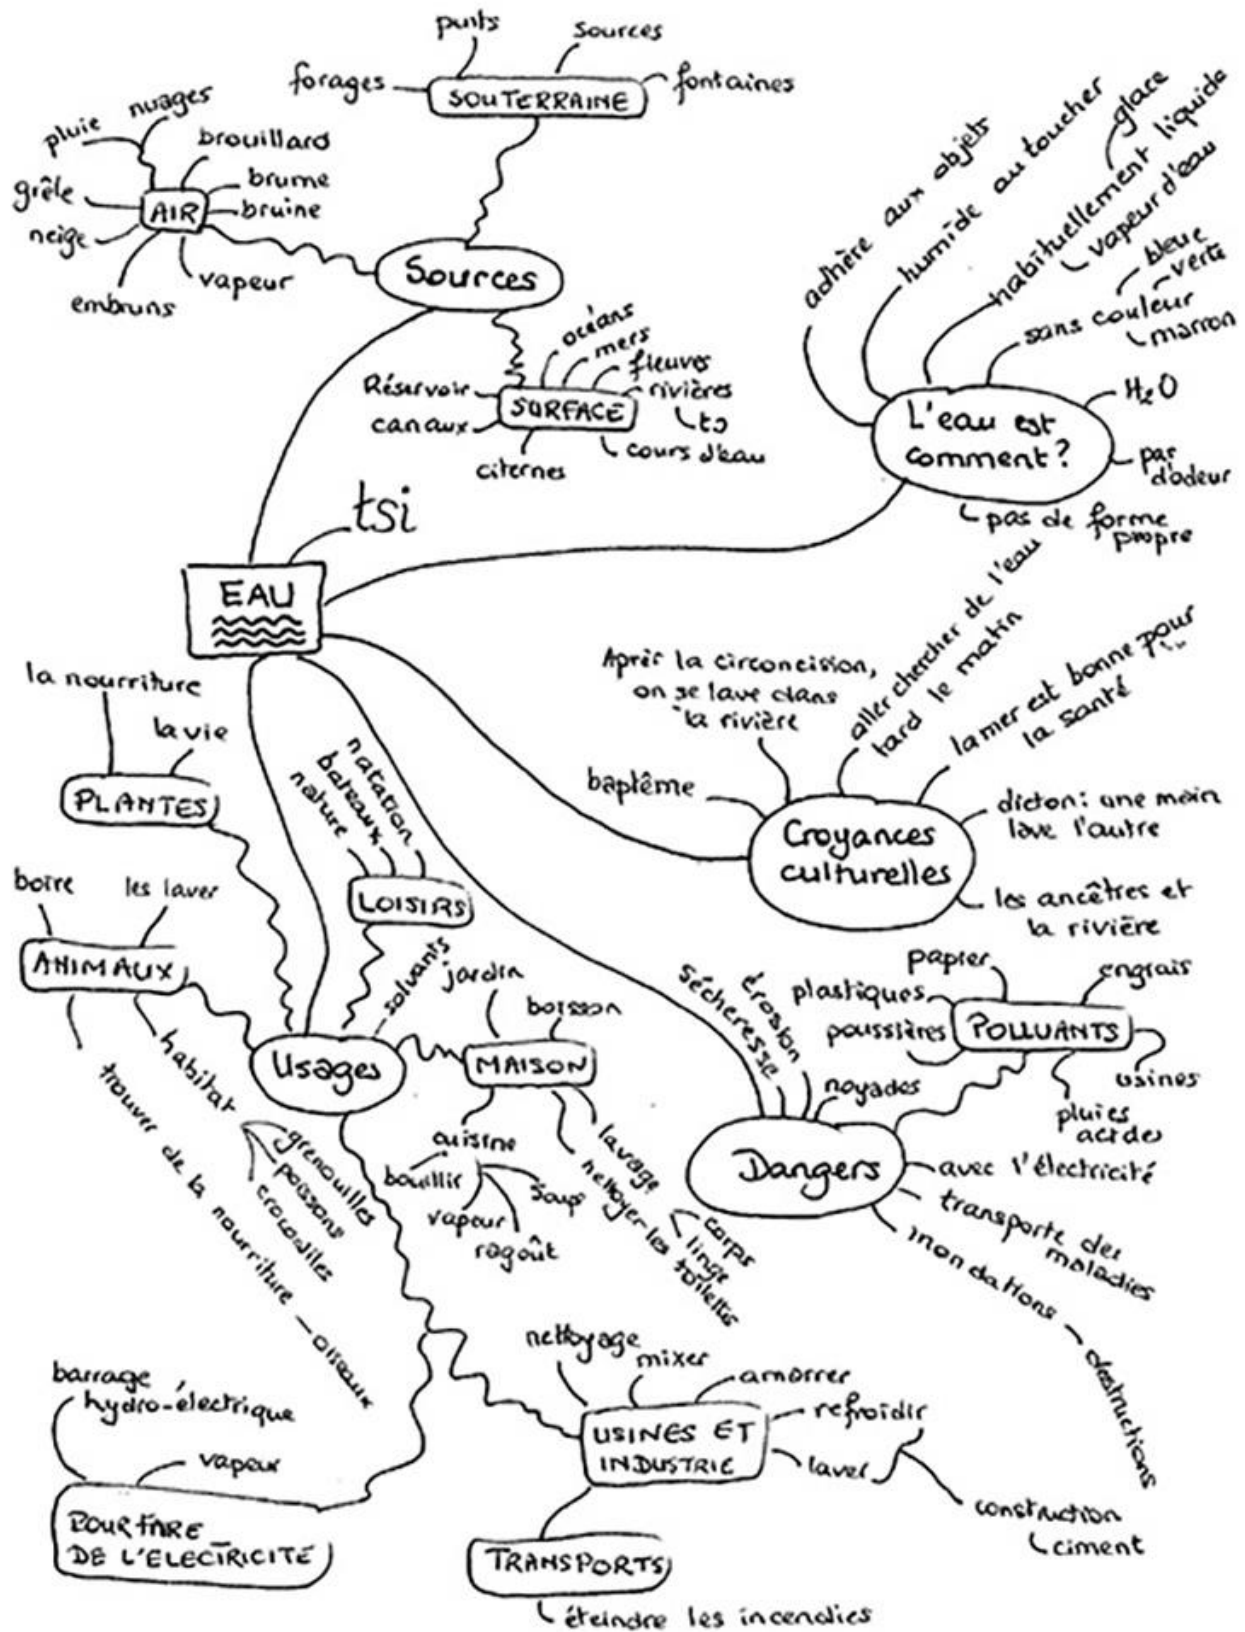 puits
sources
forages
SOUTERRAINE
fontaines
nuages
pluie
brouillard
brume
bruine
grêle
AIR
neige
embruns
vapeur
Sources
océans
mers
fleuves
rivières
Réservoir
SURFACE
canaux
citernes
cours d'eau
adhère aux objets
humide au toucher
habituellement liquide
glace
vapeur d'eau
sans couleur
bleue
verte
marron
L'eau est
comment?
H₂O
pas
d'odeur
pas de forme
propre
tsi
EAU
Après la circoncision,
on se lave dans
la rivière
aller chercher de l'eau
tard le matin
la mer est bonne pour
la santé
baptême
Croyances
culturelles
dicton: une main
lave l'autre
les ancêtres et
la rivière
la nourriture
la vie
PLANTES
natation
bateaux
nature
LOISIRS
boire
les laver
ANIMAUX
habitat
grenouilles
poissons
crocodiles
trouver de la nourriture
oiseaux
Usages
solvants
jardin
boisson
MAISON
cuisine
bouillir
vapeur
ragoût
soupe
lavage
corps
linge
nettoyer les toilettes
sécheresse
érosion
noyades
Dangers
papier
engrais
plastiques
poussières
POLLUANTS
usines
pluies
acides
avec l'électricité
transporte des
maladies
inondations
destructions
barrage
hydro-électrique
vapeur
POUR FAIRE
DE L'ELECTRICITE
nettoyage
mixer
amorrer
refroidir
USINES ET
INDUSTRIE
laver
construction
ciment
TRANSPORTS
éteindre les incendies